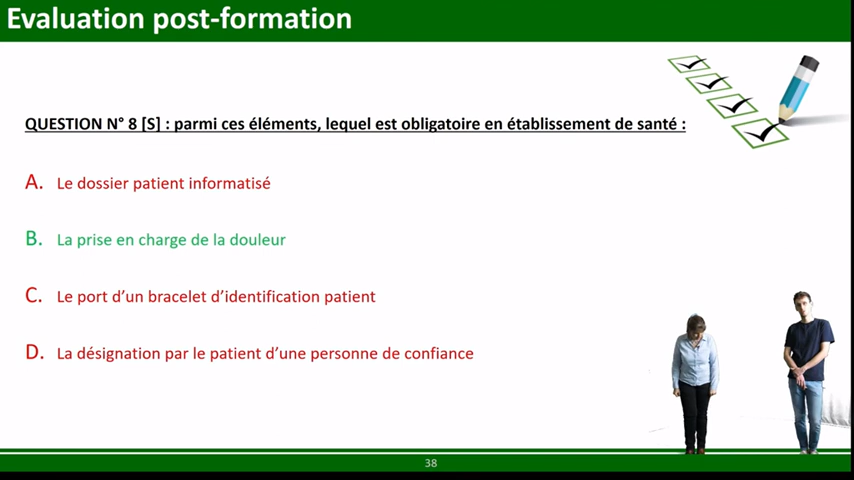 Evaluation post-formation
QUESTION N° 8 [S] : parmi ces éléments, lequel est obligatoire en établissement de santé :
A. Le dossier patient informatisé
B. La prise en charge de la douleur
C. Le port d’un bracelet d’identification patient
D. La désignation par le patient d’une personne de confiance
38